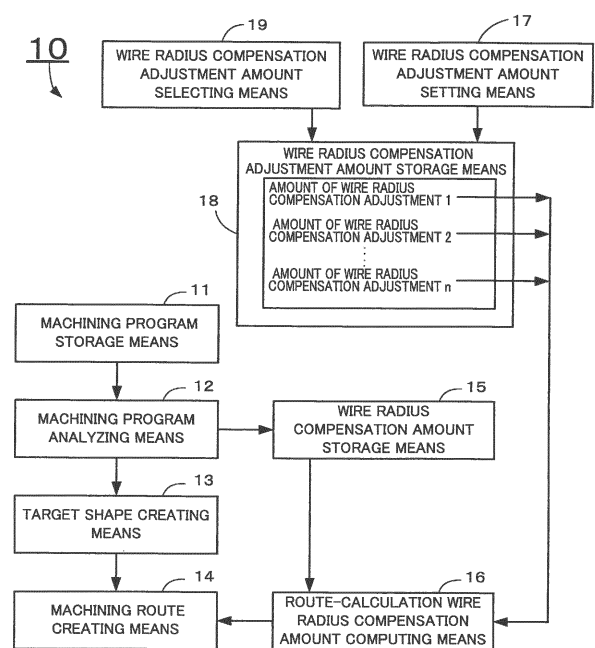 10
19
WIRE RADIUS COMPENSATION
ADJUSTMENT AMOUNT
SELECTING MEANS
17
WIRE RADIUS COMPENSATION
ADJUSTMENT AMOUNT
SETTING MEANS
18
WIRE RADIUS COMPENSATION
ADJUSTMENT AMOUNT STORAGE MEANS
AMOUNT OF WIRE RADIUS
COMPENSATION ADJUSTMENT 1
AMOUNT OF WIRE RADIUS
COMPENSATION ADJUSTMENT 2
AMOUNT OF WIRE RADIUS
COMPENSATION ADJUSTMENT n
11
MACHINING PROGRAM
STORAGE MEANS
12
MACHINING PROGRAM
ANALYZING MEANS
15
WIRE RADIUS
COMPENSATION AMOUNT
STORAGE MEANS
13
TARGET SHAPE CREATING
MEANS
14
MACHINING ROUTE
CREATING MEANS
16
ROUTE-CALCULATION WIRE
RADIUS COMPENSATION
AMOUNT COMPUTING MEANS